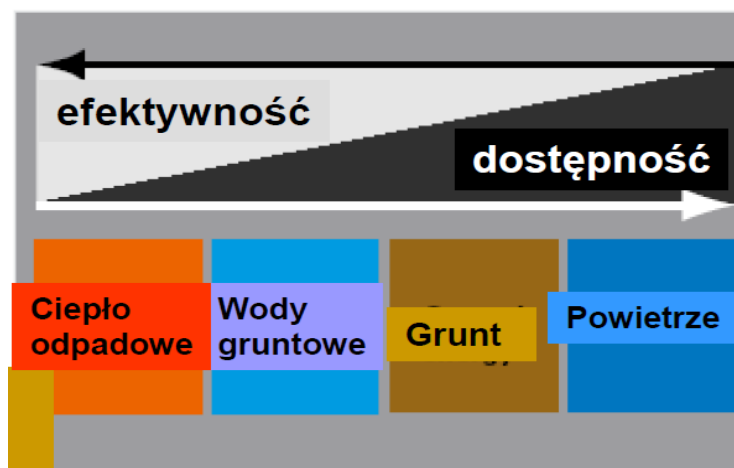 efektywność
dostępność
Ciepło
odpadowe
Wody
gruntowe
Grunt
Powietrze